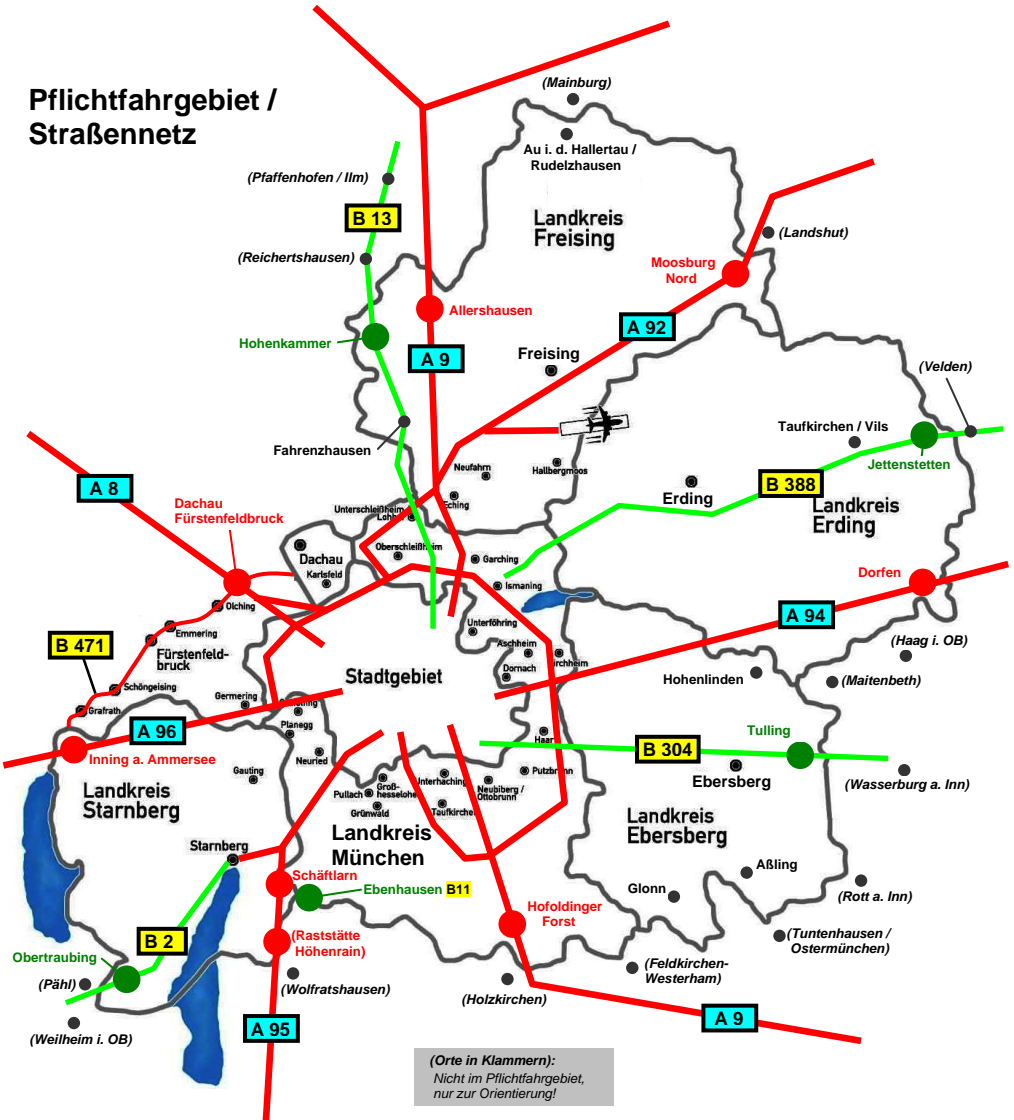 Pflichtfahrgebiet /
Straßennetz
(Mainburg)
Au i. d. Hallertau /
Rudelzhausen
(Pfaffenhofen / Ilm)
B 13
Landkreis
Freising
(Landshut)
(Reichertshausen)
Moosburg
Nord
Allershausen
A 92
Hohenkammer
A 9
Freising
(Velden)
Fahrenzhausen
Taufkirchen / Vils
Jettenstetten
Neufahrn
Hallbergmoos
A 8
B 388
Erding
Eching
Landkreis
Erding
Dachau
Fürstenfeldbruck
Unterschleißheim
Oberschleißheim
Dachau
Karlsfeld
Garching
Ismaning
Dorfen
Olching
A 94
Emmering
Unterföhring
B 471
Fürstenfeld-
bruck
Aschheim
Kirchheim
(Haag i. OB)
Stadtgebiet
Dornach
Hohenlinden
(Maitenbeth)
Schöngeising
Germering
Grafrath
A 96
Planegg
Haar
B 304
Tulling
Inning a. Ammersee
Neuried
Gauting
Putzbrunn
Ebersberg
(Wasserburg a. Inn)
Landkreis
Starnberg
Pullach
Groß-
hesselohe
Unterhaching
Neubiberg /
Ottobrunn
Grünwald
Taufkirchen
Landkreis
Ebersberg
Landkreis
München
Starnberg
Aßling
Schäftlarn
Ebenhausen B11
Glonn
(Rott a. Inn)
Hofoldinger
Forst
B 2
(Raststätte
Höhenrain)
(Tuntenhausen /
Ostermünchen)
Obertraubing
(Pähl)
(Wolfratshausen)
(Holzkirchen)
(Feldkirchen-
Westerham)
A 9
A 95
(Weilheim i. OB)
(Orte in Klammern):
Nicht im Pflichtfahrgebiet,
nur zur Orientierung!